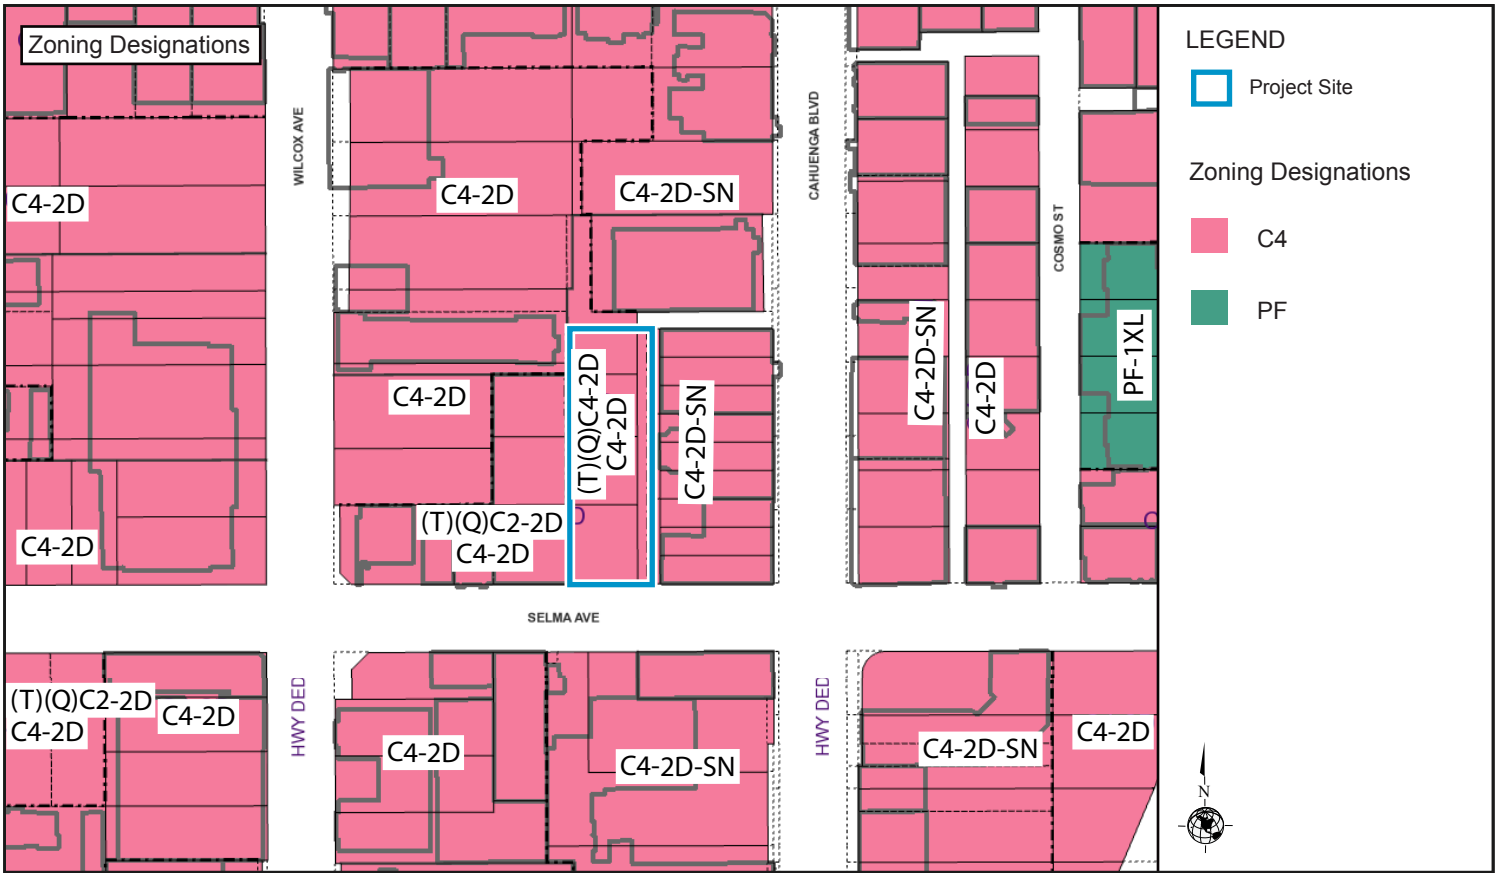 Zoning Designations
WILCOX AVE
CAHUENGA BLVD
COSMO ST
C4-2D
C4-2D
C4-2D-SN
C4-2D
(T)(Q)C4-2D
C4-2D
C4-2D-SN
C4-2D-SN
C4-2D
PF-1XL
(T)(Q)C2-2D
C4-2D
C4-2D
SELMA AVE
(T)(Q)C2-2D
C4-2D
C4-2D
HWY DED
C4-2D
C4-2D-SN
HWY DED
C4-2D-SN
C4-2D
LEGEND
Project Site
Zoning Designations
C4
PF
N